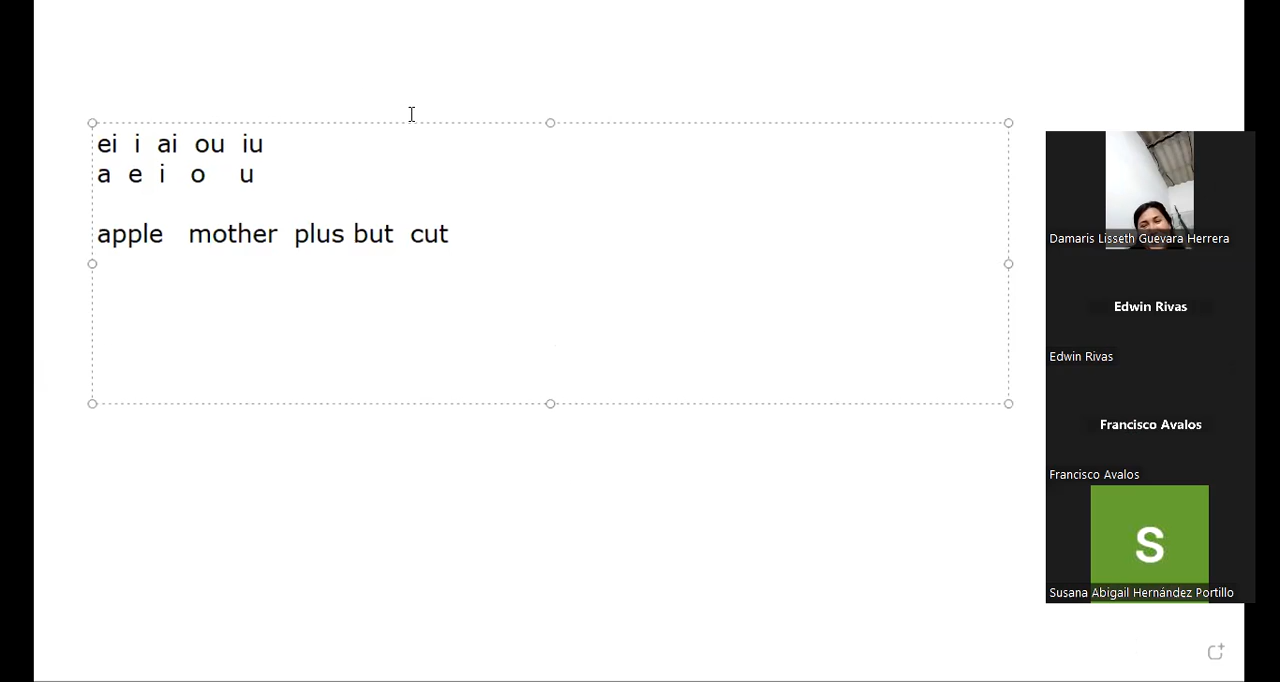 ei i ai ou iu
a e i o u
apple mother plus but cut
Damaris Lisseth Guevara Herrera
Edwin Rivas
Edwin Rivas
Francisco Avalos
Francisco Avalos
S
Susana Abigail Hernández Portillo